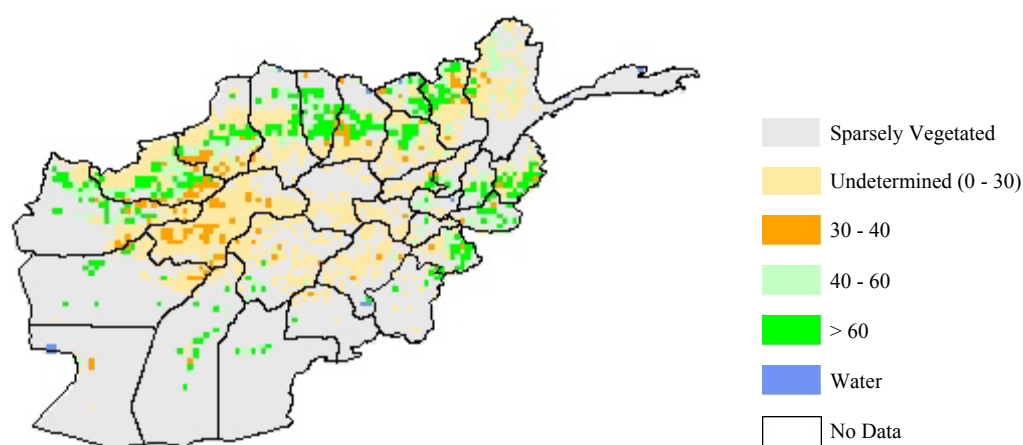 Sparsely Vegetated
Undetermined (0 - 30)
30 - 40
40 - 60
> 60
Water
No Data